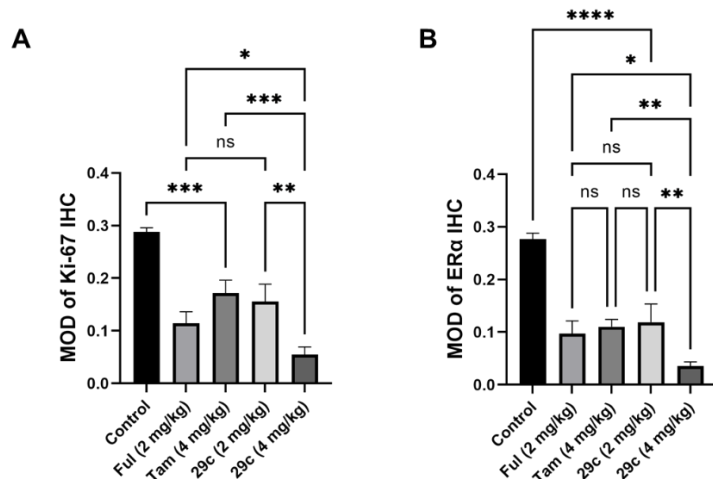 A
*
***
ns
***
**
MOD of Ki-67 IHC
0.4
0.3
0.2
0.1
0.0
Control
Ful (2 mg/kg)
Tam (4 mg/kg)
29c (2 mg/kg)
29c (4 mg/kg)
B
****
*
**
ns
ns
ns
**
MOD of ERα IHC
0.4
0.3
0.2
0.1
0.0
Control
Ful (2 mg/kg)
Tam (4 mg/kg)
29c (2 mg/kg)
29c (4 mg/kg)